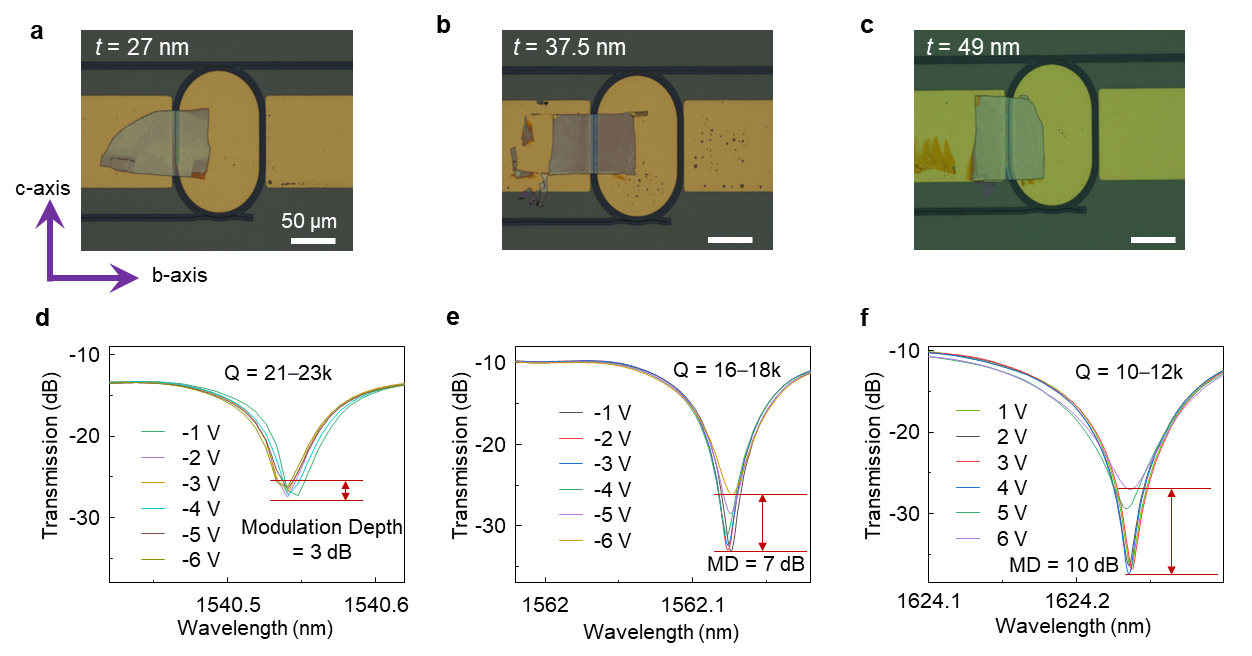 a
b
c
t = 27 nm
t = 37.5 nm
t = 49 nm
c-axis
50 µm
b-axis
d
e
f
Transmission (dB)
-10
-20
-30
Q = 21–23k
-1 V
-2 V
-3 V
-4 V
-5 V
-6 V
Modulation Depth
= 3 dB
1540.5
1540.6
Wavelength (nm)
Transmission (dB)
-10
-20
-30
Q = 16–18k
-1 V
-2 V
-3 V
-4 V
-5 V
-6 V
MD = 7 dB
1562
1562.1
Wavelength (nm)
Transmission (dB)
-10
-20
-30
Q = 10–12k
1 V
2 V
3 V
4 V
5 V
6 V
MD = 10 dB
1624.1
1624.2
Wavelength (nm)